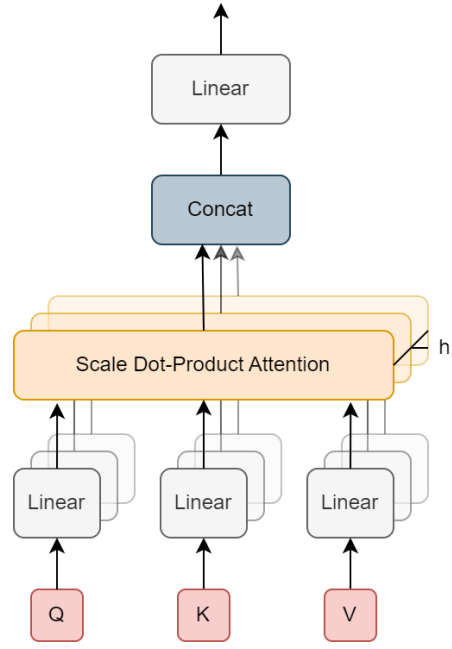 Linear
Concat
Scale Dot-Product Attention
h
Linear
Linear
Linear
Q
K
V